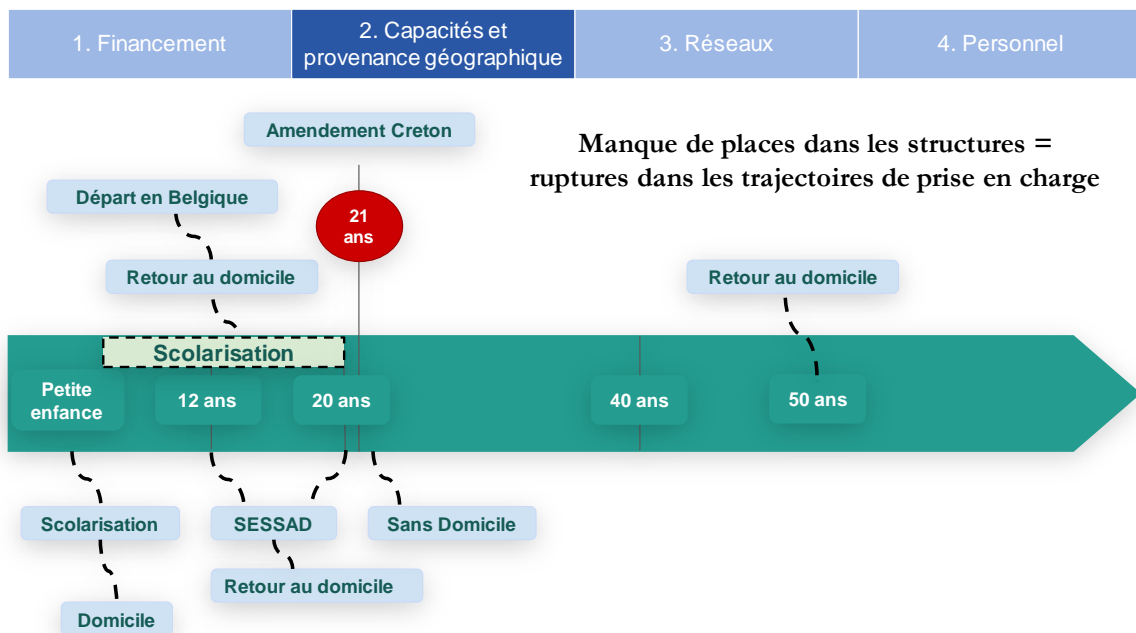 1. Financement
2. Capacités et
provenance géographique
3. Réseaux
4. Personnel
Amendement Creton
Manque de places dans les structures =
ruptures dans les trajectoires de prise en charge
Départ en Belgique
21
ans
Retour au domicile
Retour au domicile
Scolarisation
Petite
enfance
12 ans
20 ans
40 ans
50 ans
Scolarisation
SESSAD
Sans Domicile
Retour au domicile
Domicile